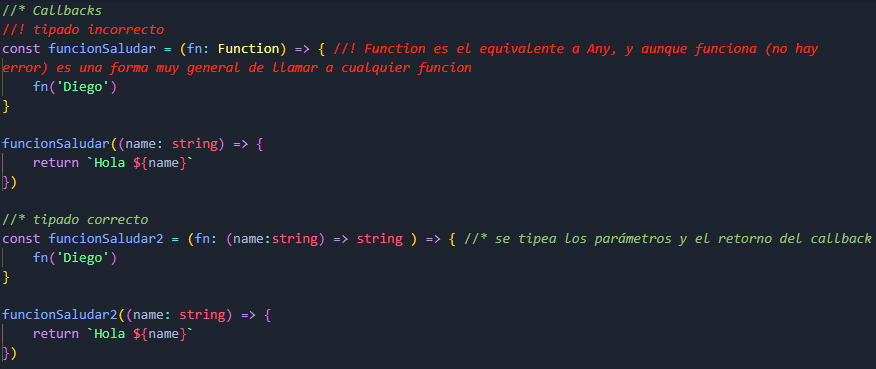 //* Callbacks
//! tipado incorrecto
const funcionSaludar = (fn: Function) => { //! Function es el equivalente a Any, y aunque funciona (no hay
error) es una forma muy general de llamar a cualquier funcion
    fn('Diego')
}

funcionSaludar((name: string) => {
    return `Hola ${name}`
})

//* tipado correcto
const funcionSaludar2 = (fn: (name:string) => string ) => { //* se tipea los parámetros y el retorno del callback
    fn('Diego')
}

funcionSaludar2((name: string) => {
    return `Hola ${name}`
})